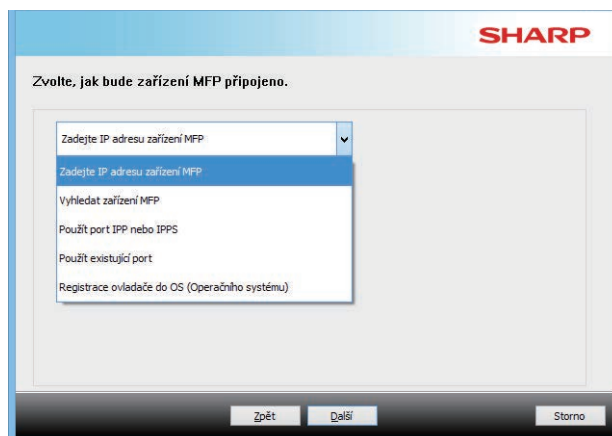 SHARP
Zvolte, jak bude zařízení MFP připojeno.
Zadejte IP adresu zařízení MFP
Zadejte IP adresu zařízení MFP
Vyhledat zařízení MFP
Použít port IPP nebo IPPS
Použít existující port
Registrace ovladače do OS (Operačního systému)
Zpět Další Storno